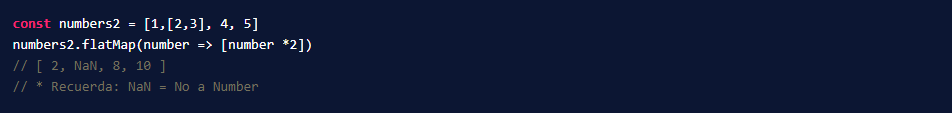 const numbers2 = [1,[2,3], 4, 5]
numbers2.flatMap(number => [number *2])
// [ 2, NaN, 8, 10 ]
// * Recuerda: NaN = No a Number